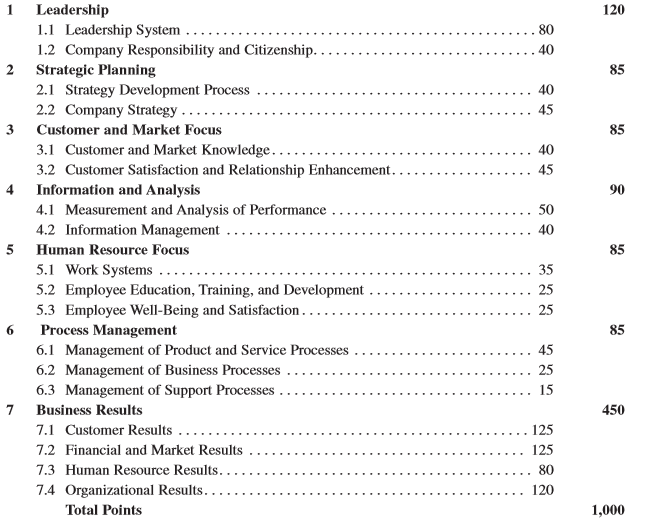 1 Leadership 120
1.1 Leadership System . . . . . . . . . . . . . . . . . . . . . . . . . . . . . . . . . . . . . . . . . . . . . . 80
1.2 Company Responsibility and Citizenship. . . . . . . . . . . . . . . . . . . . . . . . . . . . 40
2 Strategic Planning 85
2.1 Strategy Development Process . . . . . . . . . . . . . . . . . . . . . . . . . . . . . . . . . . . . 40
2.2 Company Strategy . . . . . . . . . . . . . . . . . . . . . . . . . . . . . . . . . . . . . . . . . . . . . . 45
3 Customer and Market Focus 85
3.1 Customer and Market Knowledge. . . . . . . . . . . . . . . . . . . . . . . . . . . . . . . . . . 40
3.2 Customer Satisfaction and Relationship Enhancement. . . . . . . . . . . . . . . . . . 45
4 Information and Analysis 90
4.1 Measurement and Analysis of Performance . . . . . . . . . . . . . . . . . . . . . . . . . . 50
4.2 Information Management . . . . . . . . . . . . . . . . . . . . . . . . . . . . . . . . . . . . . . . . 40
5 Human Resource Focus 85
5.1 Work Systems . . . . . . . . . . . . . . . . . . . . . . . . . . . . . . . . . . . . . . . . . . . . . . . . . 35
5.2 Employee Education, Training, and Development . . . . . . . . . . . . . . . . . . . . . 25
5.3 Employee Well-Being and Satisfaction . . . . . . . . . . . . . . . . . . . . . . . . . . . . . . 25
6 Process Management 85
6.1 Management of Product and Service Processes . . . . . . . . . . . . . . . . . . . . . . . 45
6.2 Management of Business Processes . . . . . . . . . . . . . . . . . . . . . . . . . . . . . . . . 25
6.3 Management of Support Processes . . . . . . . . . . . . . . . . . . . . . . . . . . . . . . . . . 15
7 Business Results 450
7.1 Customer Results . . . . . . . . . . . . . . . . . . . . . . . . . . . . . . . . . . . . . . . . . . . . . . 125
7.2 Financial and Market Results . . . . . . . . . . . . . . . . . . . . . . . . . . . . . . . . . . . . . 125
7.3 Human Resource Results. . . . . . . . . . . . . . . . . . . . . . . . . . . . . . . . . . . . . . . . . 80
7.4 Organizational Results. . . . . . . . . . . . . . . . . . . . . . . . . . . . . . . . . . . . . . . . . . 120
Total Points 1,000